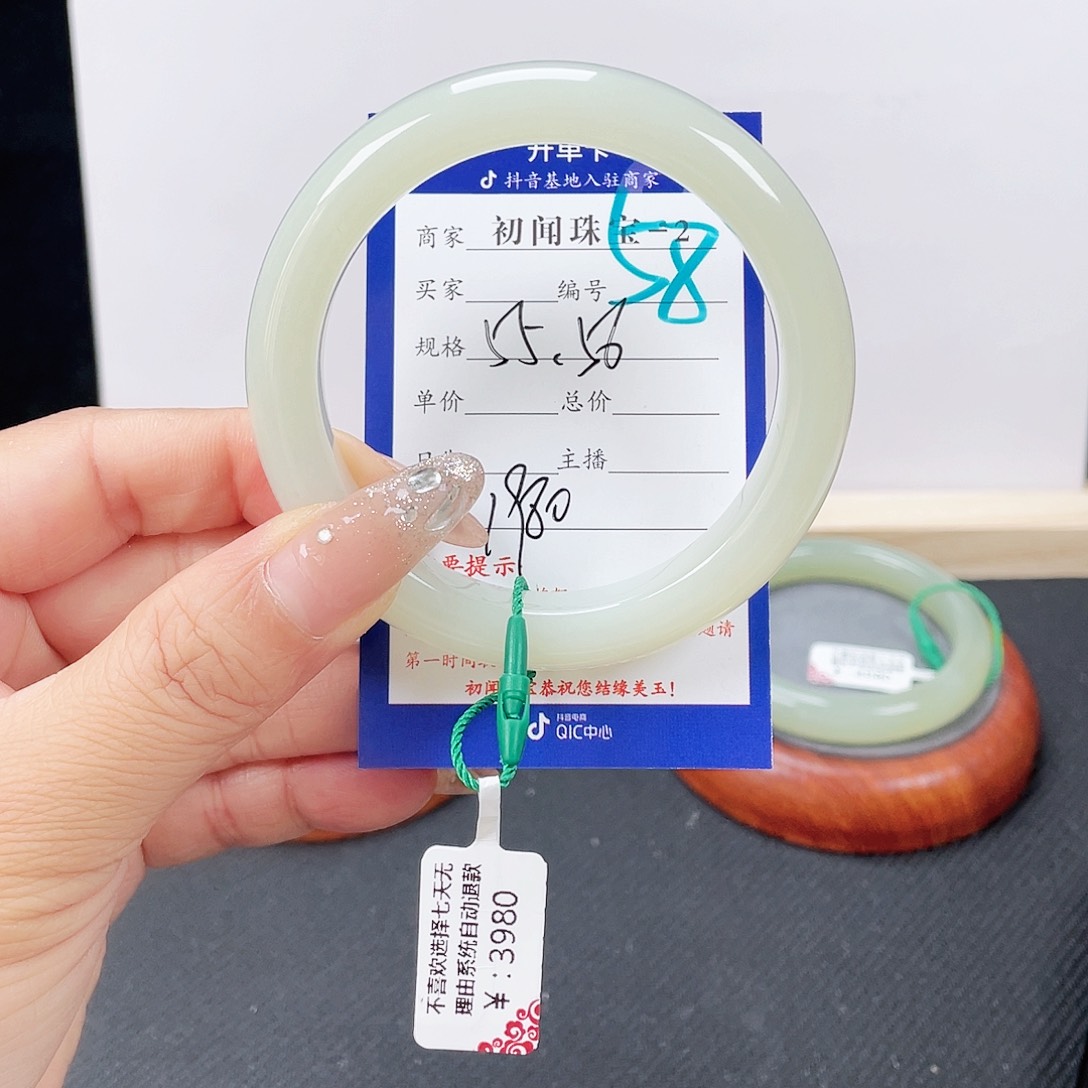 开单卡
抖音基地入驻商家
商家 初闻珠宝-2
58
买家 编号
规格 55.56
单价 总价
主播
1980
要提示
邀请
第一时间
初闻 宝恭祝您结缘美玉！
抖音电商
QIC中心
不喜欢选择七天无
理由系统自动退款
¥：3980